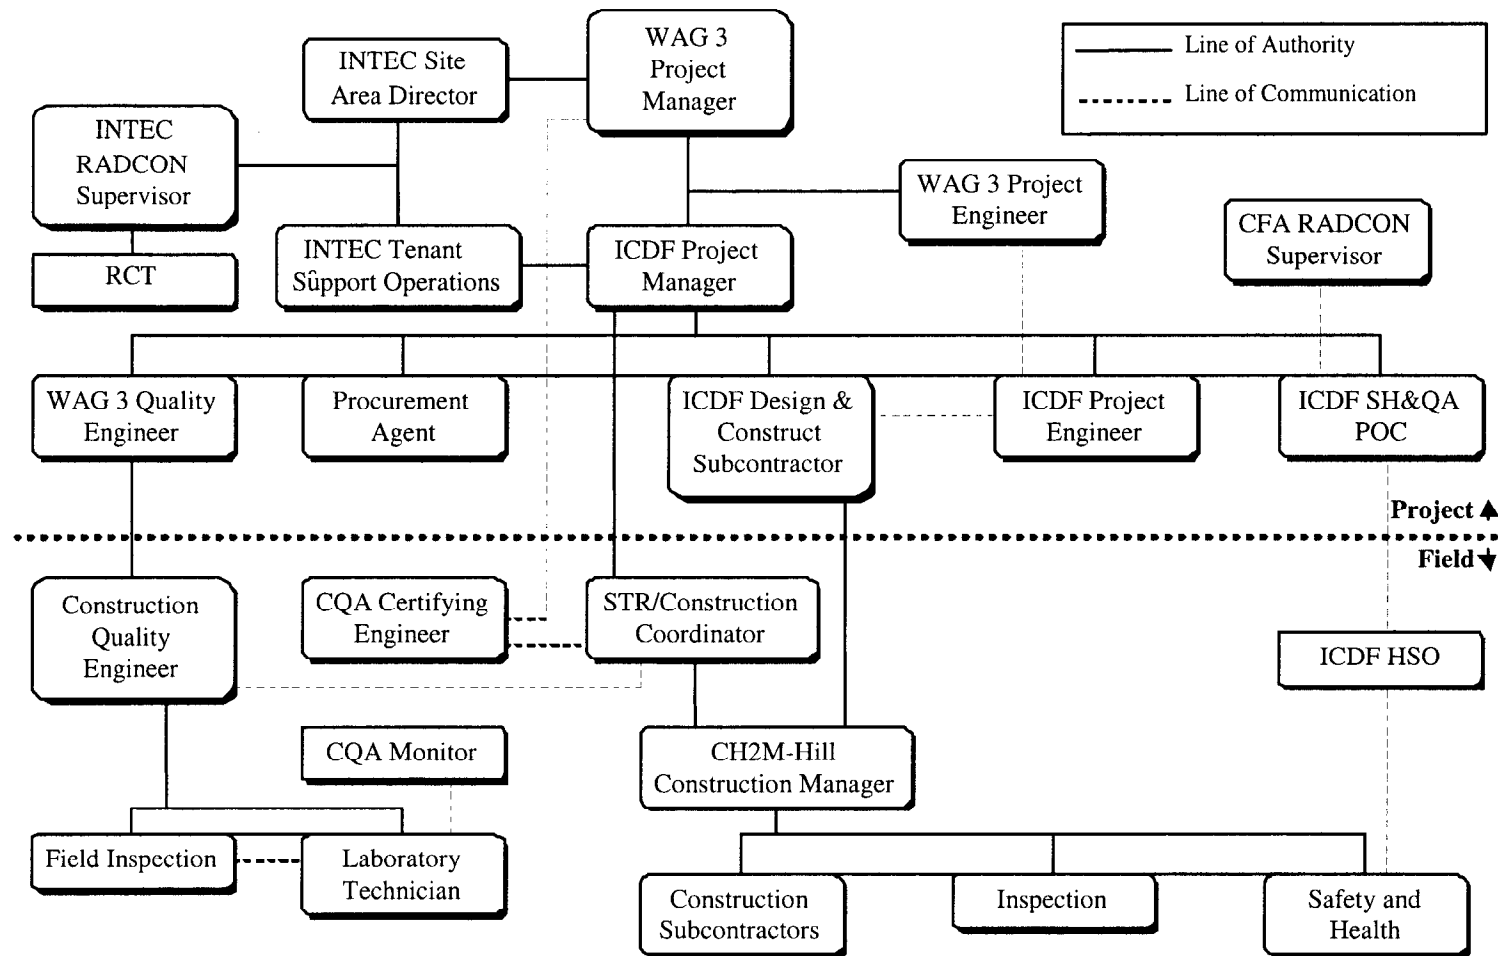 WAG 3
Project
Manager
INTEC Site
Area Director
Line of Authority
Line of Communication
INTEC
RADCON
Supervisor
WAG 3 Project
Engineer
CFA RADCON
Supervisor
RCT
INTEC Tenant
Support Operations
ICDF Project
Manager
WAG 3 Quality
Engineer
Procurement
Agent
ICDF Design &
Construct
Subcontractor
ICDF Project
Engineer
ICDF SH&QA
POC
Project
Field
Construction
Quality
Engineer
CQA Certifying
Engineer
STR/Construction
Coordinator
ICDF HSO
CQA Monitor
CH2M-Hill
Construction Manager
Field Inspection
Laboratory
Technician
Construction
Subcontractors
Inspection
Safety and
Health